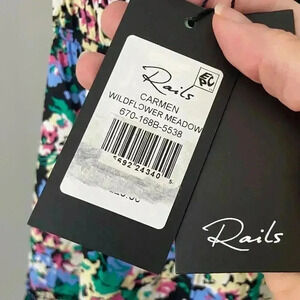 Rails
CARMEN
WILDFLOWER MEADOW
670-168B-5538
Rails